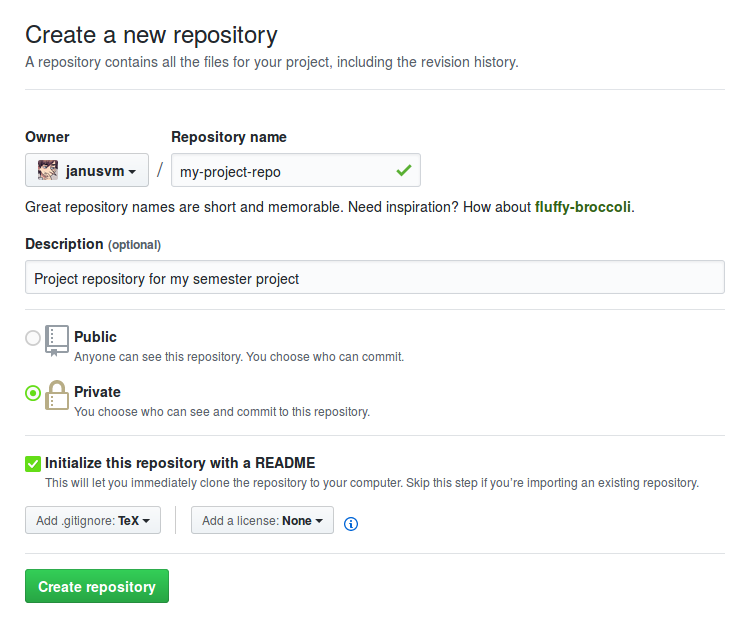 Create a new repository
A repository contains all the files for your project, including the revision history.
Owner
Repository name
janusvm / my-project-repo
Great repository names are short and memorable. Need inspiration? How about fluffy-broccoli.
Description (optional)
Project repository for my semester project
Public
Anyone can see this repository. You choose who can commit.
Private
You choose who can see and commit to this repository.
Initialize this repository with a README
This will let you immediately clone the repository to your computer. Skip this step if you’re importing an existing repository.
Add .gitignore: TeX
Add a license: None
Create repository